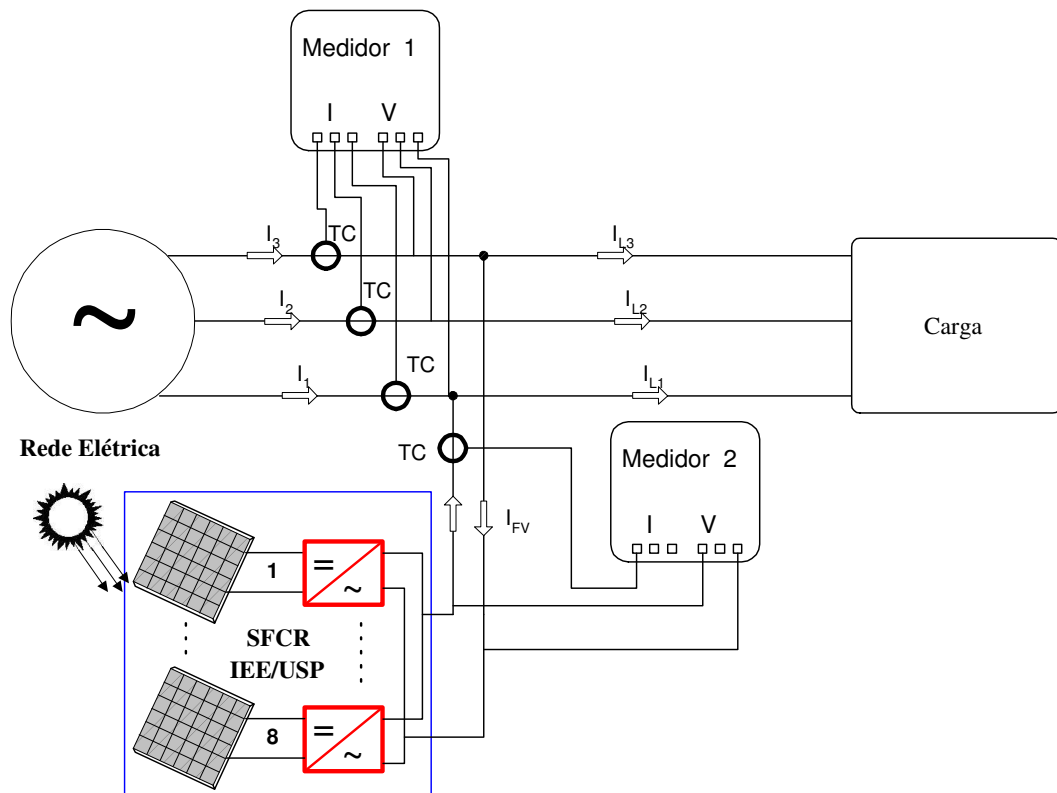 Medidor 1
I V
I3 TC IL3
I2 TC IL2
I1 TC IL1
~
Carga
Rede Elétrica
TC
Medidor 2
I V
IFV
1
=
~
SFCR
IEE/USP
8
=
~